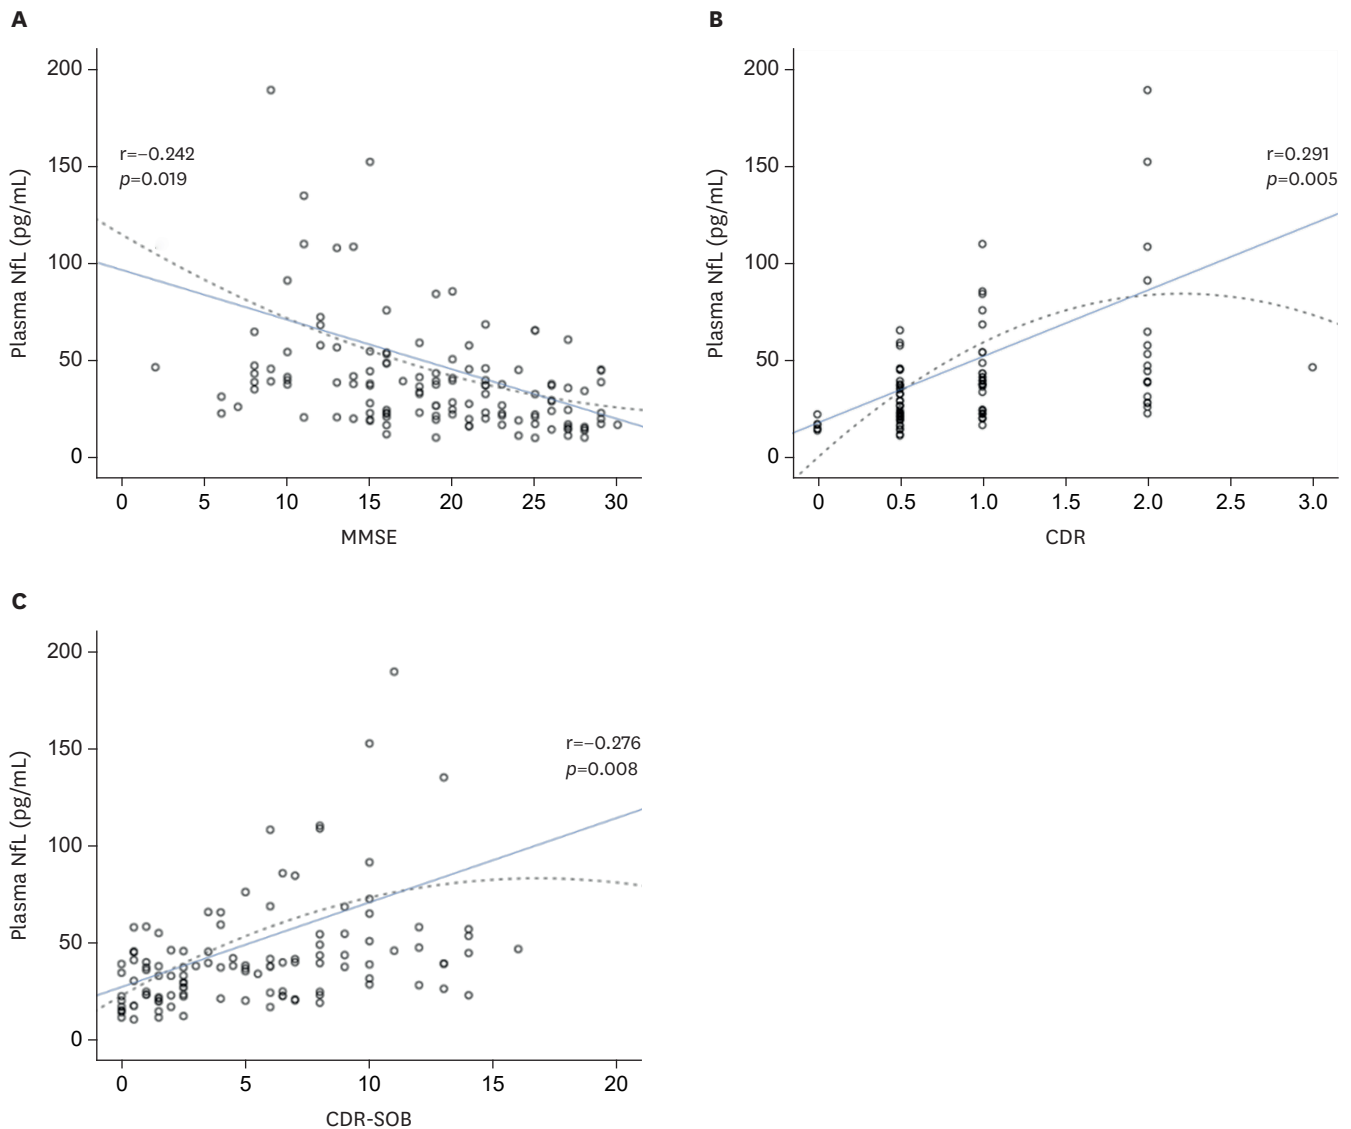 A
Plasma NfL (pg/mL)
200
150
100
50
0
r=−0.242
p=0.019
0 5 10 15 20 25 30
MMSE
B
Plasma NfL (pg/mL)
200
150
100
50
0
r=0.291
p=0.005
0 0.5 1.0 1.5 2.0 2.5 3.0
CDR
C
Plasma NfL (pg/mL)
200
150
100
50
0
r=−0.276
p=0.008
0 5 10 15 20
CDR-SOB